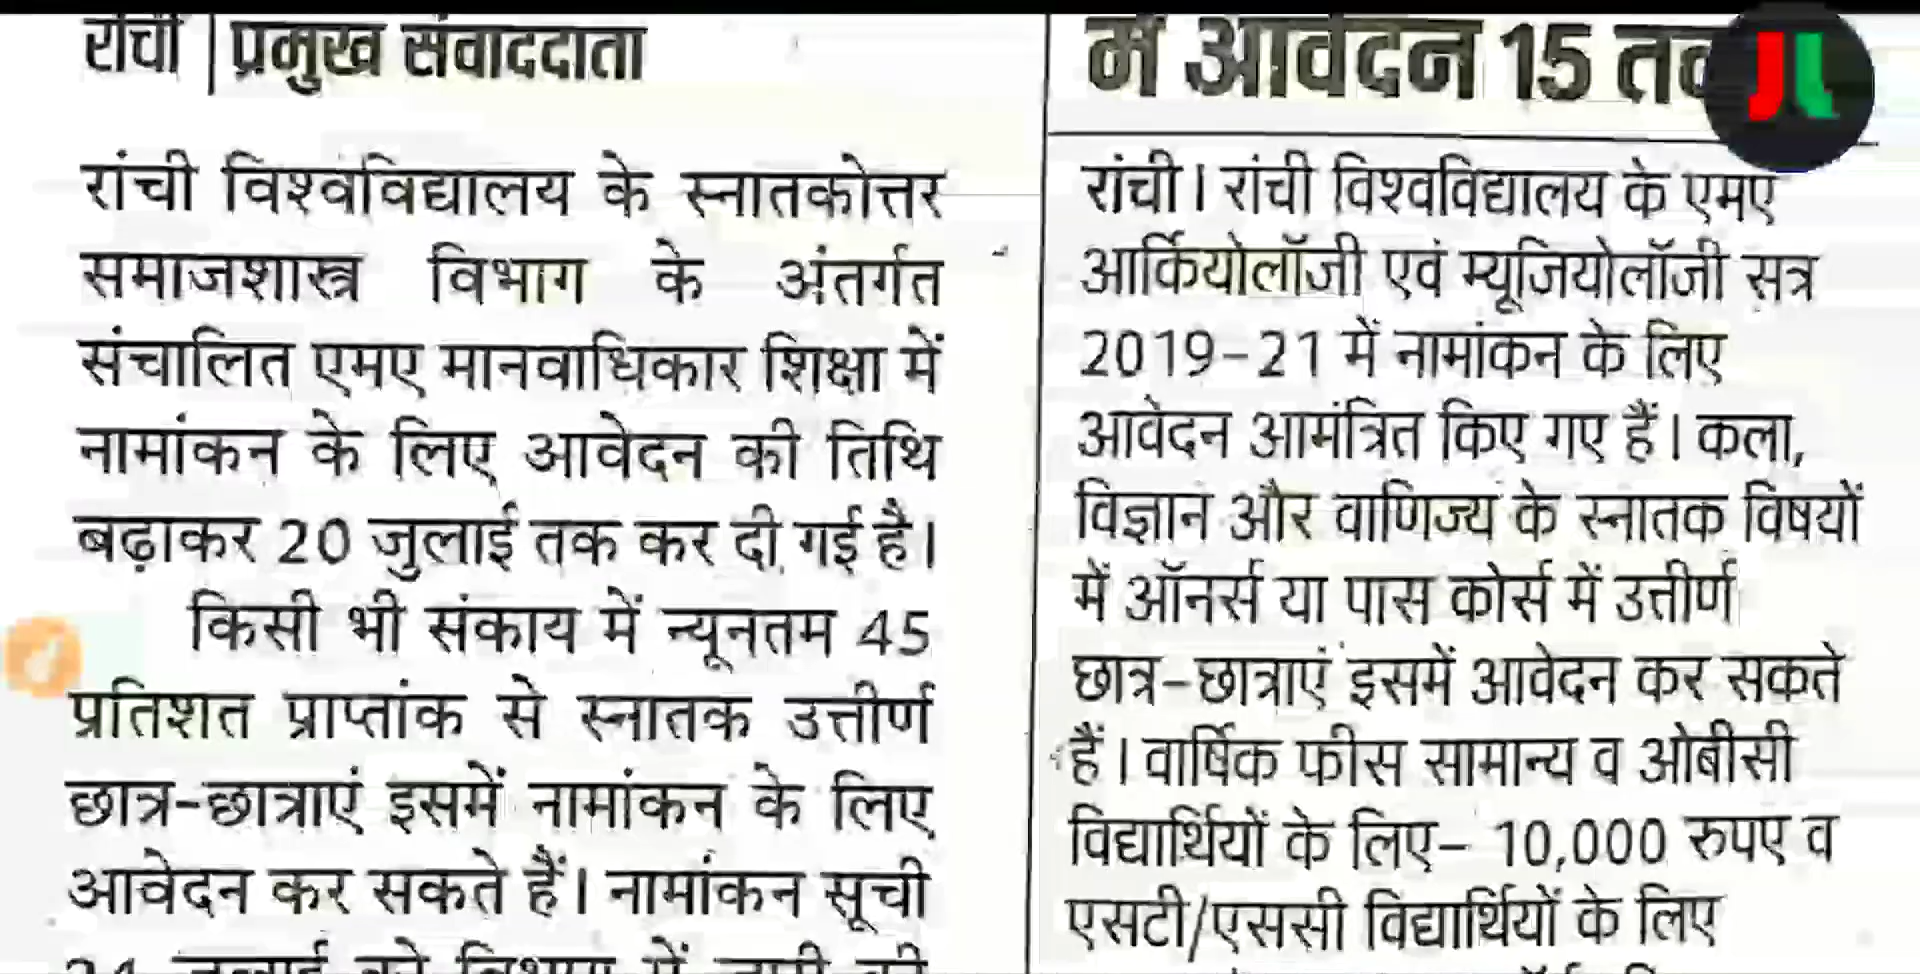 रांची | प्रमुख संवाददाता
रांची विश्वविद्यालय के स्नातकोत्तर
समाजशास्त्र विभाग के अंतर्गत
संचालित एमए मानवाधिकार शिक्षा में
नामांकन के लिए आवेदन की तिथि
बढ़ाकर 20 जुलाई तक कर दी गई है।
किसी भी संकाय में न्यूनतम 45
प्रतिशत प्राप्तांक से स्नातक उत्तीर्ण
छात्र-छात्राएं इसमें नामांकन के लिए
आवेदन कर सकते हैं। नामांकन सूची
में आवेदन 15
रांची। रांची विश्वविद्यालय के एमए
आर्कियोलॉजी एवं म्यूजियोलॉजी सत्र
2019-21 में नामांकन के लिए
आवेदन आमंत्रित किए गए हैं। कला,
विज्ञान और वाणिज्य के स्नातक विषयों
में ऑनर्स या पास कोर्स में उत्तीर्ण
छात्र-छात्राएं इसमें आवेदन कर सकते
हैं। वार्षिक फीस सामान्य व ओबीसी
विद्यार्थियों के लिए- 10,000 रुपए व
एसटी/एससी विद्यार्थियों के लिए